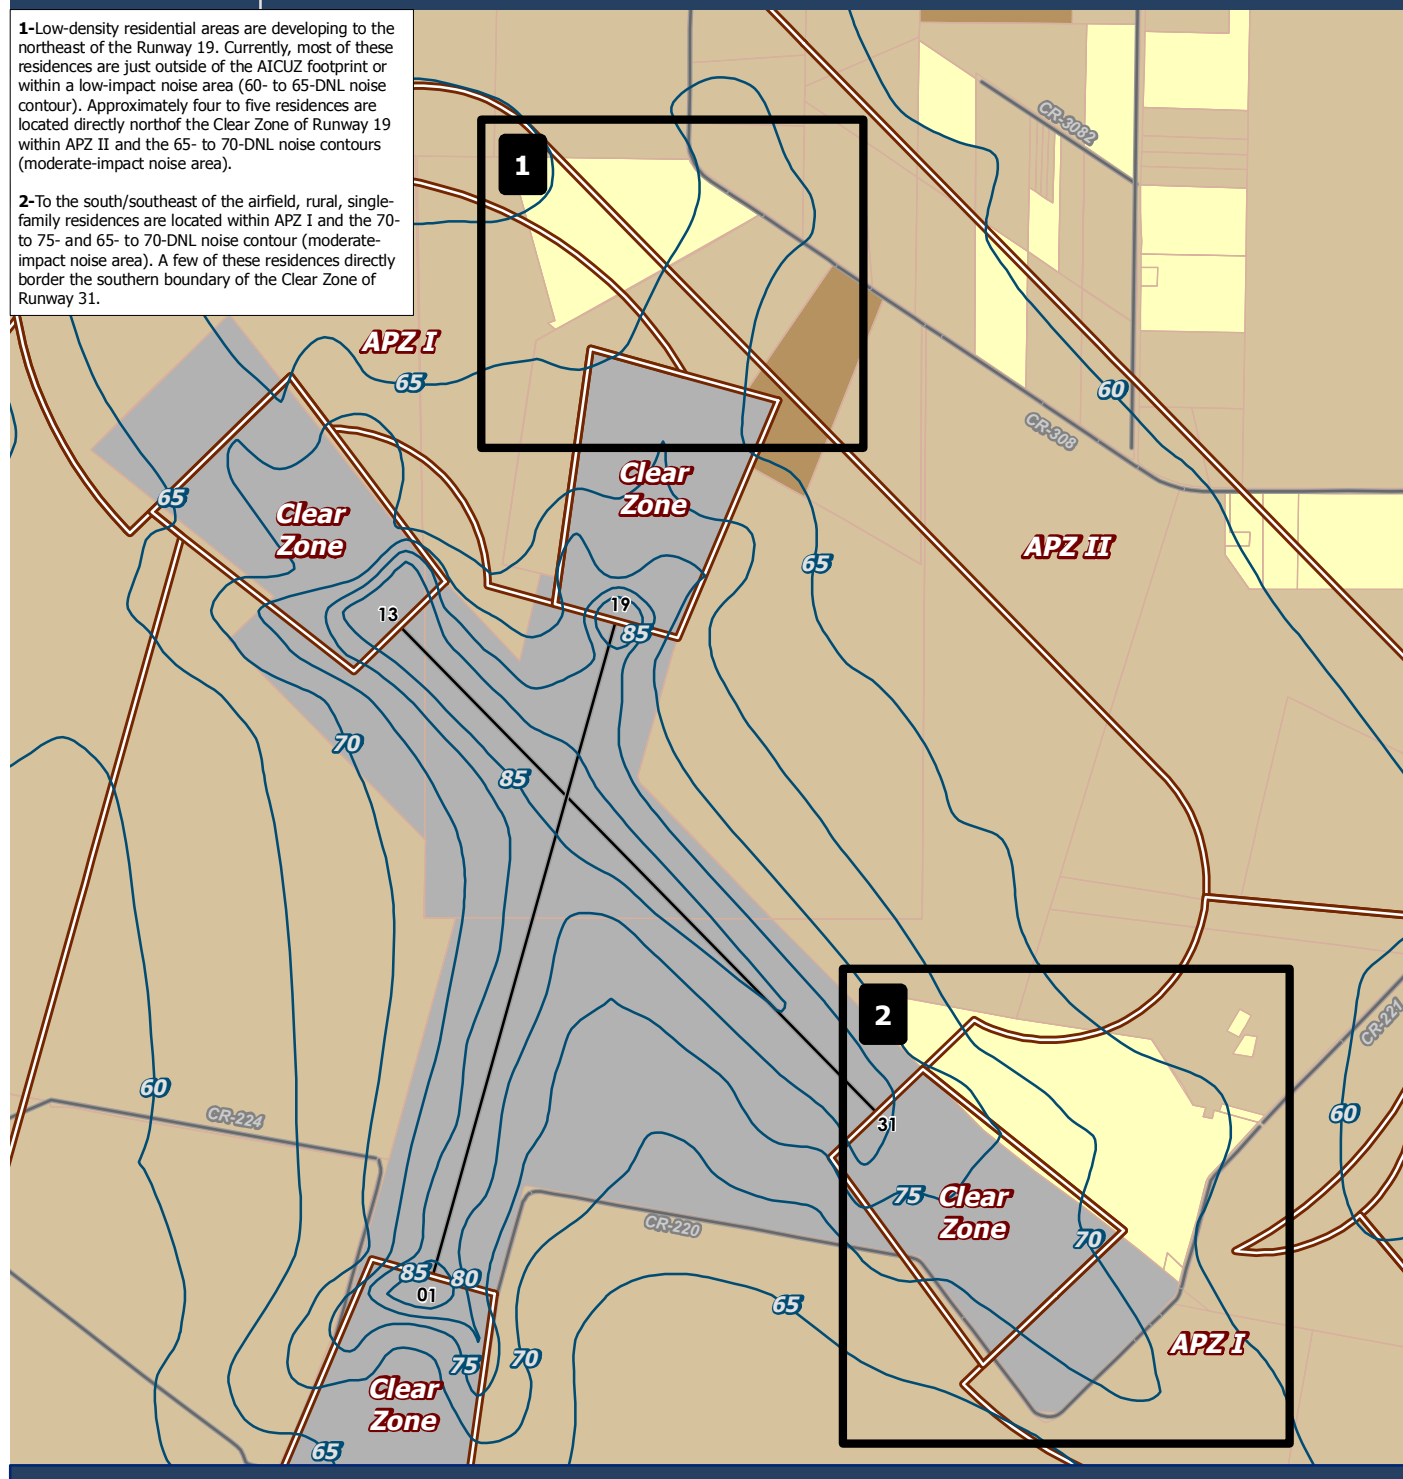 1-Low-density residential areas are developing to the
northeast of the Runway 19. Currently, most of these
residences are just outside of the AICUZ footprint or
within a low-impact noise area (60- to 65-DNL noise
contour). Approximately four to five residences are
located directly northof the Clear Zone of Runway 19
within APZ II and the 65- to 70-DNL noise contours
(moderate-impact noise area).
2-To the south/southeast of the airfield, rural, single-
family residences are located within APZ I and the 70-
to 75- and 65- to 70-DNL noise contour (moderate-
impact noise area). A few of these residences directly
border the southern boundary of the Clear Zone of
Runway 31.
1
CR-3082
APZ I
65
60
CR-308
Clear
Zone
65
Clear
Zone
APZ II
65
13
19
85
70
85
2
60
CR-224
CR-221
60
31
75
Clear
Zone
CR-220
70
85
80
01
65
APZ I
70
75
Clear
Zone
65